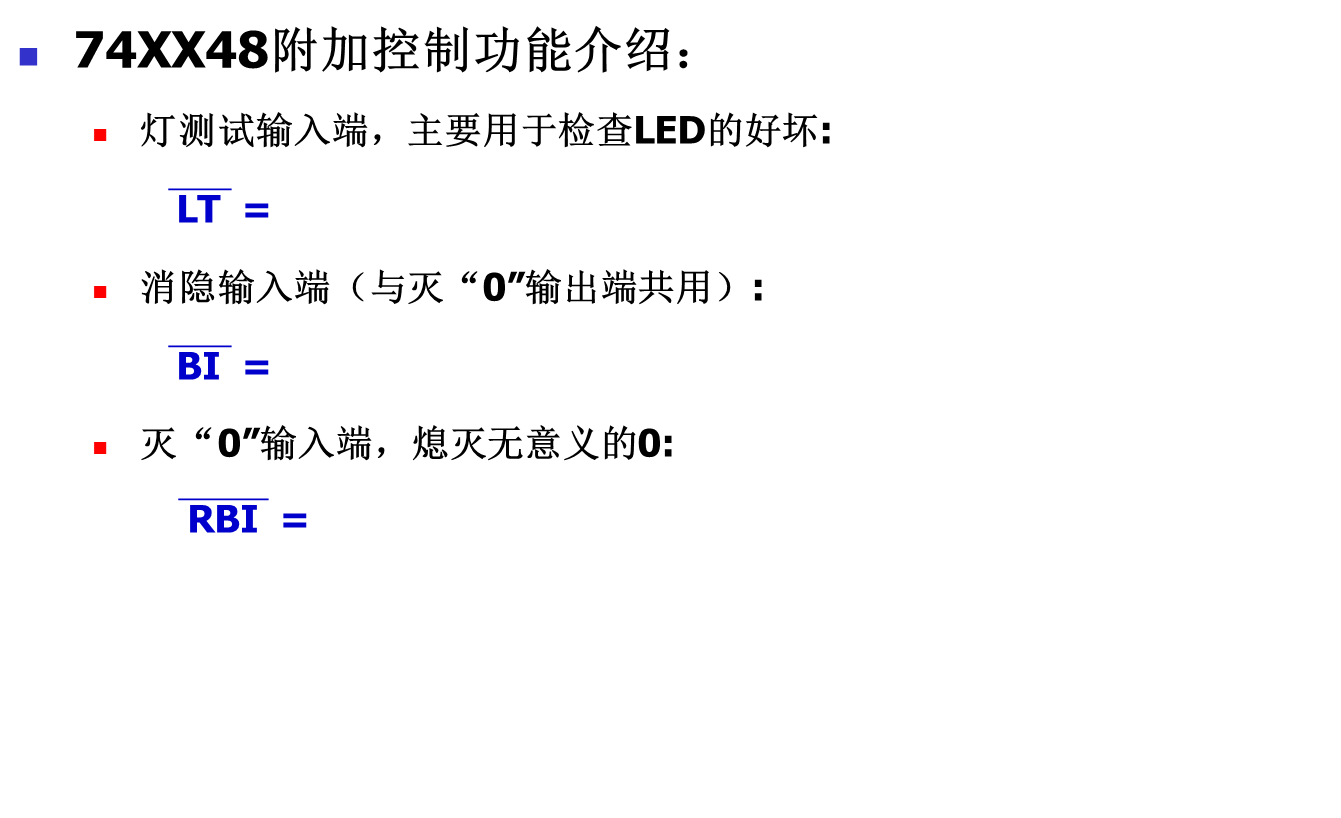 74XX48附加控制功能介绍：
灯测试输入端，主要用于检查LED的好坏:
LT =
消隐输入端（与灭“0”输出端共用）:
BI =
灭“0”输入端，熄灭无意义的0:
RBI =